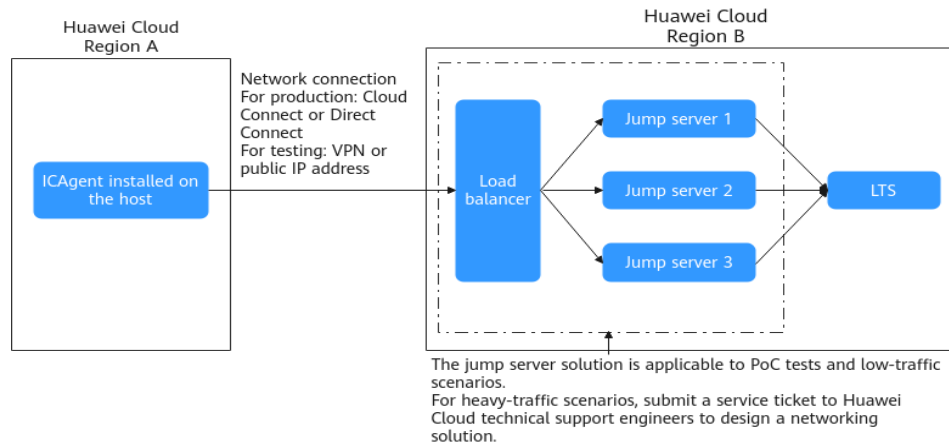 Huawei Cloud
Region A
Huawei Cloud
Region B
Network connection
For production: Cloud
Connect or Direct
Connect
For testing: VPN or
public IP address
ICAgent installed on
the host
Load
balancer
Jump server 1
Jump server 2
Jump server 3
LTS
The jump server solution is applicable to PoC tests and low-traffic
scenarios.
For heavy-traffic scenarios, submit a service ticket to Huawei
Cloud technical support engineers to design a networking
solution.